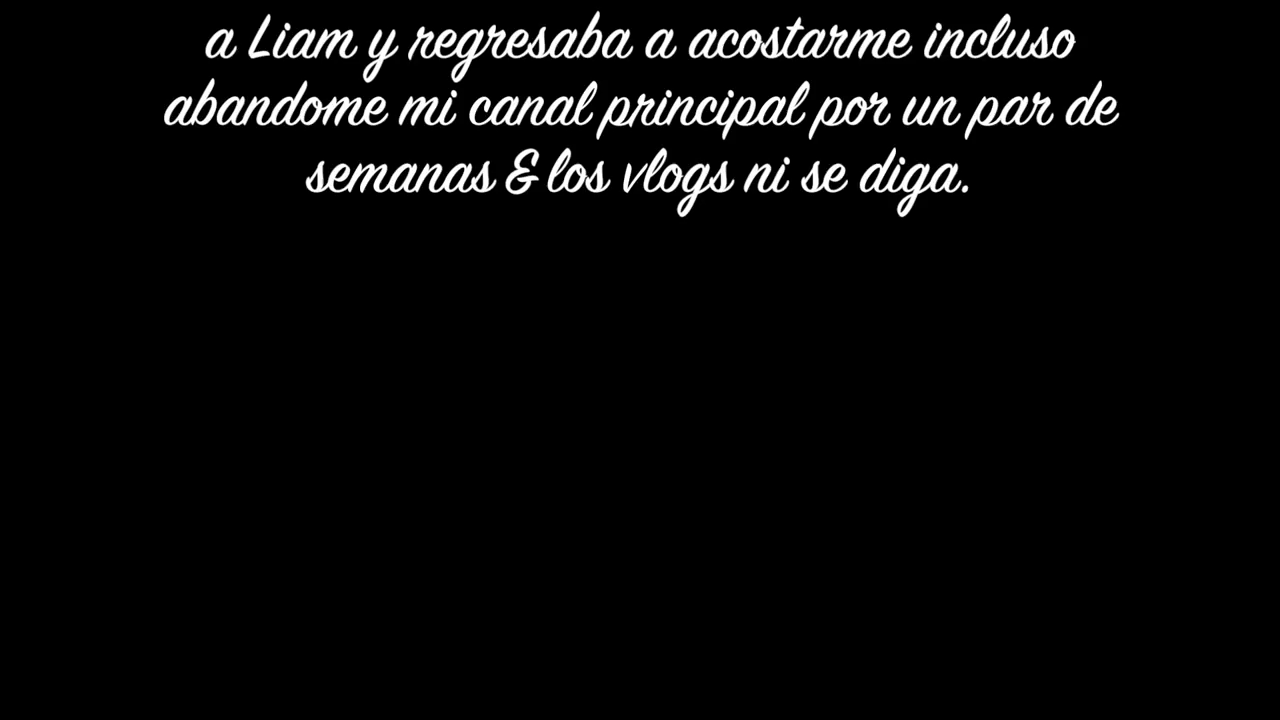 a Liam y regresaba a acostarme incluso
abandome mi canal principal por un par de
semanas & los vlogs ni se diga.